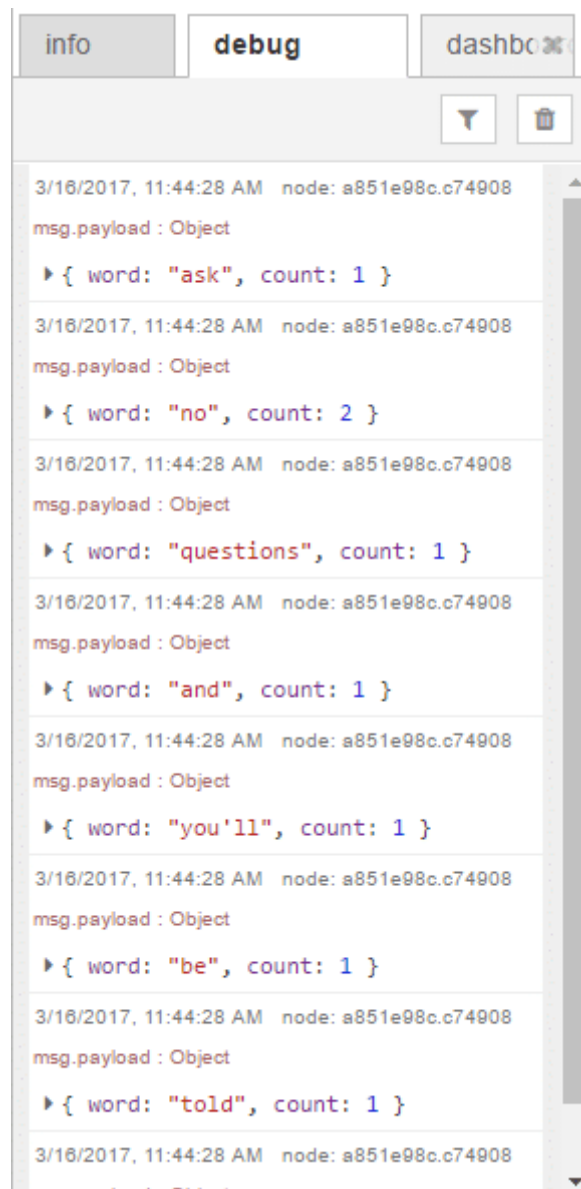 info debug dashbo
3/16/2017, 11:44:28 AM node: a851e98c.c74908
msg.payload : Object
{ word: "ask", count: 1 }
3/16/2017, 11:44:28 AM node: a851e98c.c74908
msg.payload : Object
{ word: "no", count: 2 }
3/16/2017, 11:44:28 AM node: a851e98c.c74908
msg.payload : Object
{ word: "questions", count: 1 }
3/16/2017, 11:44:28 AM node: a851e98c.c74908
msg.payload : Object
{ word: "and", count: 1 }
3/16/2017, 11:44:28 AM node: a851e98c.c74908
msg.payload : Object
{ word: "you'll", count: 1 }
3/16/2017, 11:44:28 AM node: a851e98c.c74908
msg.payload : Object
{ word: "be", count: 1 }
3/16/2017, 11:44:28 AM node: a851e98c.c74908
msg.payload : Object
{ word: "told", count: 1 }
3/16/2017, 11:44:28 AM node: a851e98c.c74908